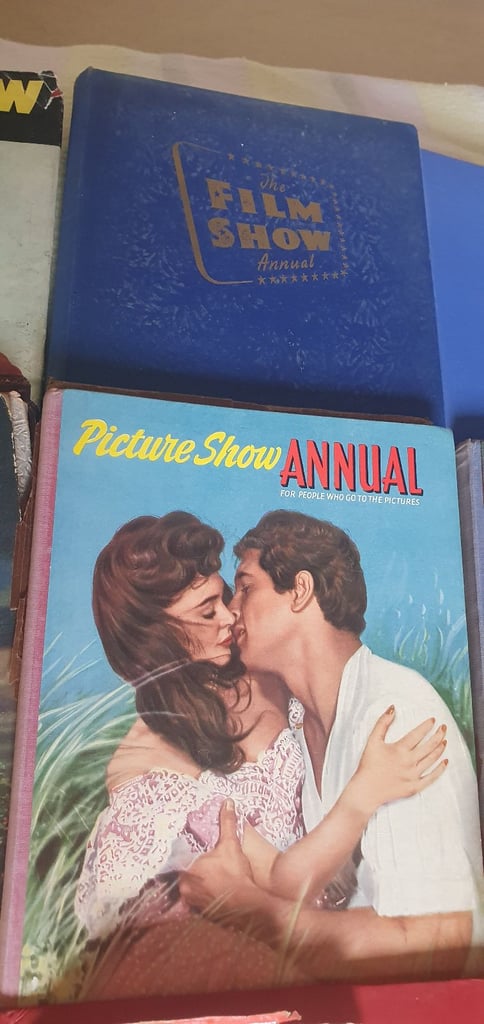 W
The
FILM
SHOW
Annual
Picture Show ANNUAL
FOR PEOPLE WHO GO TO THE PICTURES